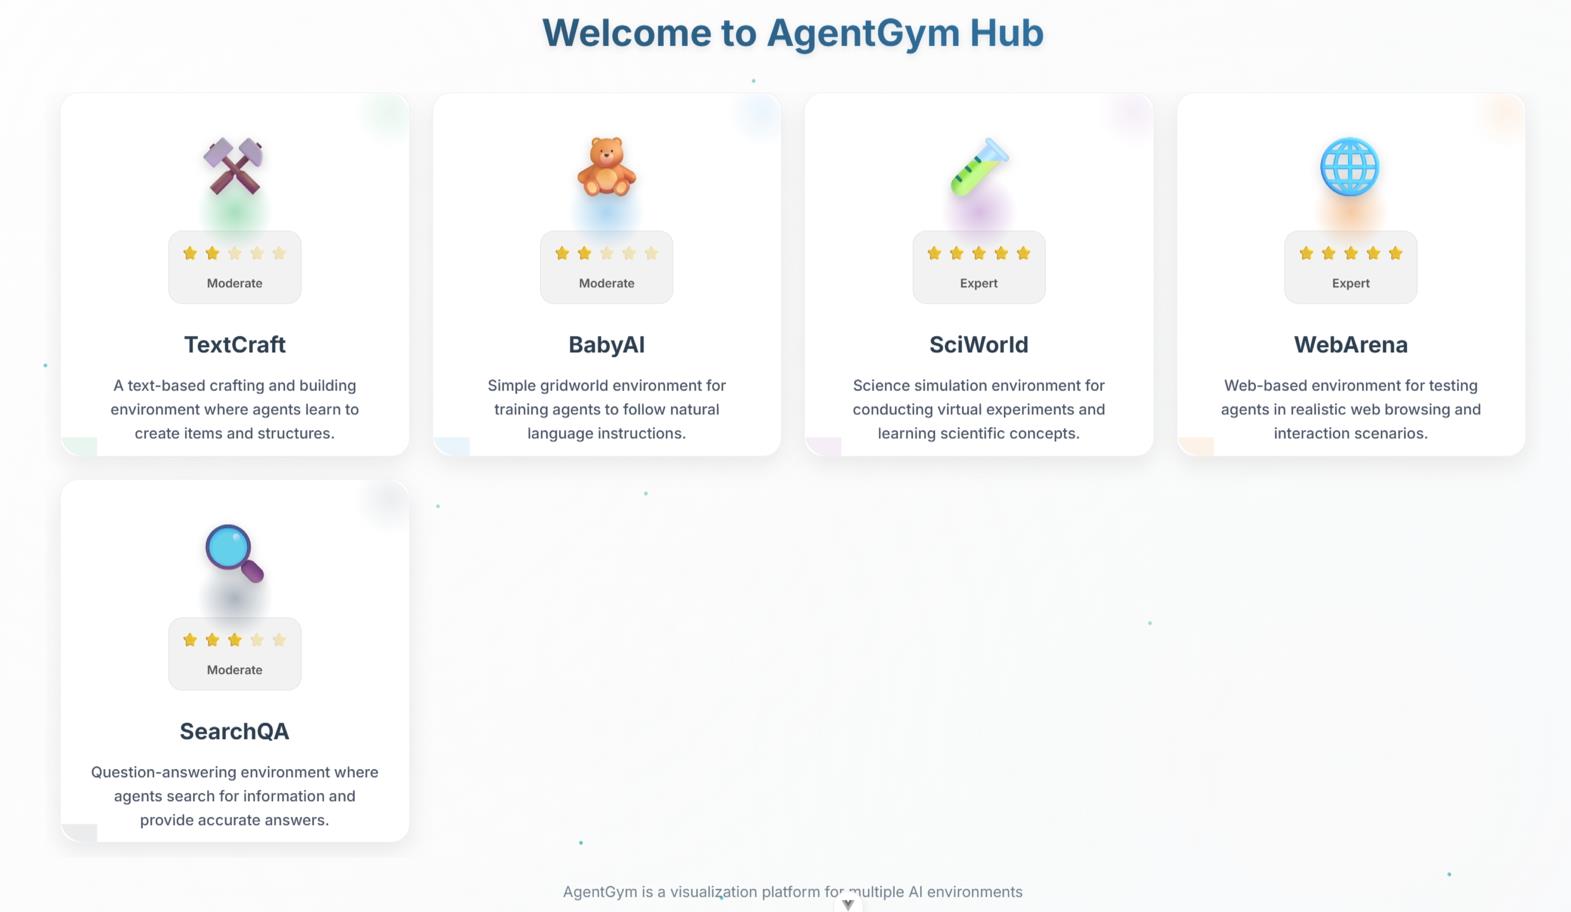 Welcome to AgentGym Hub
Moderate
TextCraft
A text-based crafting and building
environment where agents learn to
create items and structures.
Moderate
BabyAI
Simple gridworld environment for
training agents to follow natural
language instructions.
Expert
SciWorld
Science simulation environment for
conducting virtual experiments and
learning scientific concepts.
Expert
WebArena
Web-based environment for testing
agents in realistic web browsing and
interaction scenarios.
Moderate
SearchQA
Question-answering environment where
agents search for information and
provide accurate answers.
AgentGym is a visualization platform for multiple AI environments